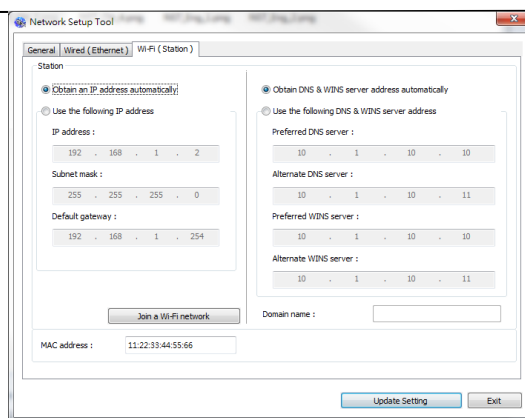 Network Setup Tool
General Wired ( Ethernet ) Wi-Fi ( Station )
Station
Obtain an IP address automatically
Use the following IP address
IP address :
192 . 168 . 1 . 2
Subnet mask :
255 . 255 . 255 . 0
Default gateway :
192 . 168 . 1 . 254
Join a Wi-Fi network
Obtain DNS & WINS server address automatically
Use the following DNS & WINS server address
Preferred DNS server :
10 . 1 . 10 . 10
Alternate DNS server :
10 . 1 . 10 . 11
Preferred WINS server :
10 . 1 . 10 . 10
Alternate WINS server :
10 . 1 . 10 . 11
Domain name :
MAC address : 11:22:33:44:55:66
Update Setting Exit